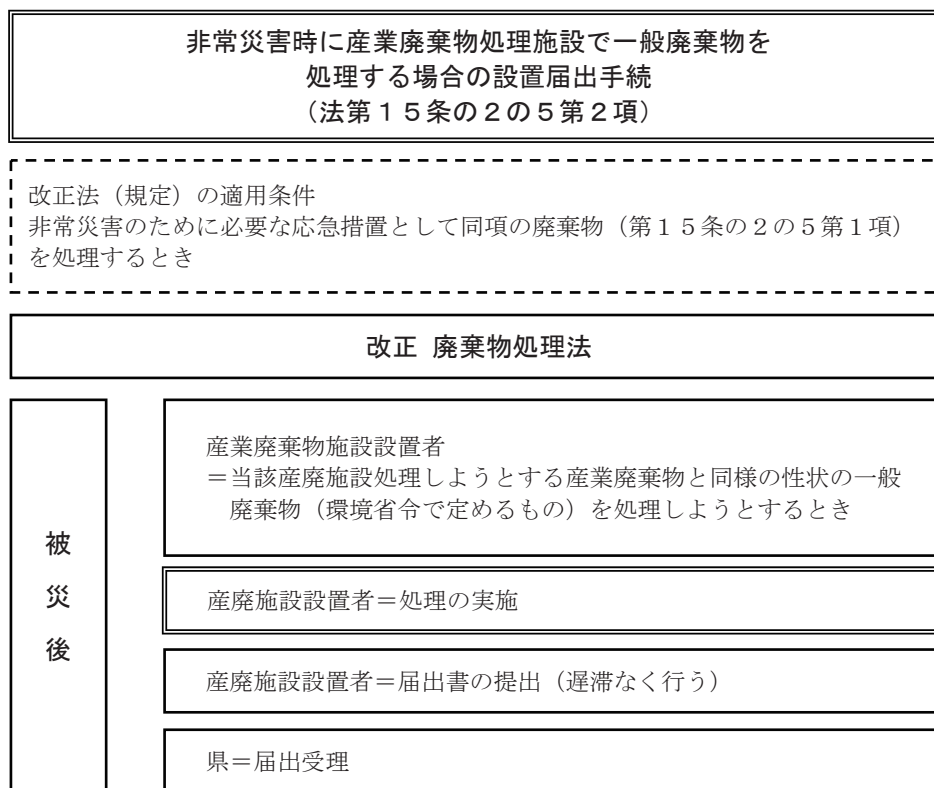 非常災害時に産業廃棄物処理施設で一般廃棄物を
処理する場合の設置届出手続
（法第１５条の２の５第２項）
改正法（規定）の適用条件
非常災害のために必要な応急措置として同項の廃棄物（第１５条の２の５第１項）
を処理するとき
改正 廃棄物処理法
被災後
産業廃棄物施設設置者
＝当該産廃施設処理しようとする産業廃棄物と同様の性状の一般
廃棄物（環境省令で定めるもの）を処理しようとするとき
産廃施設設置者＝処理の実施
産廃施設設置者＝届出書の提出（遅滞なく行う）
県＝届出受理